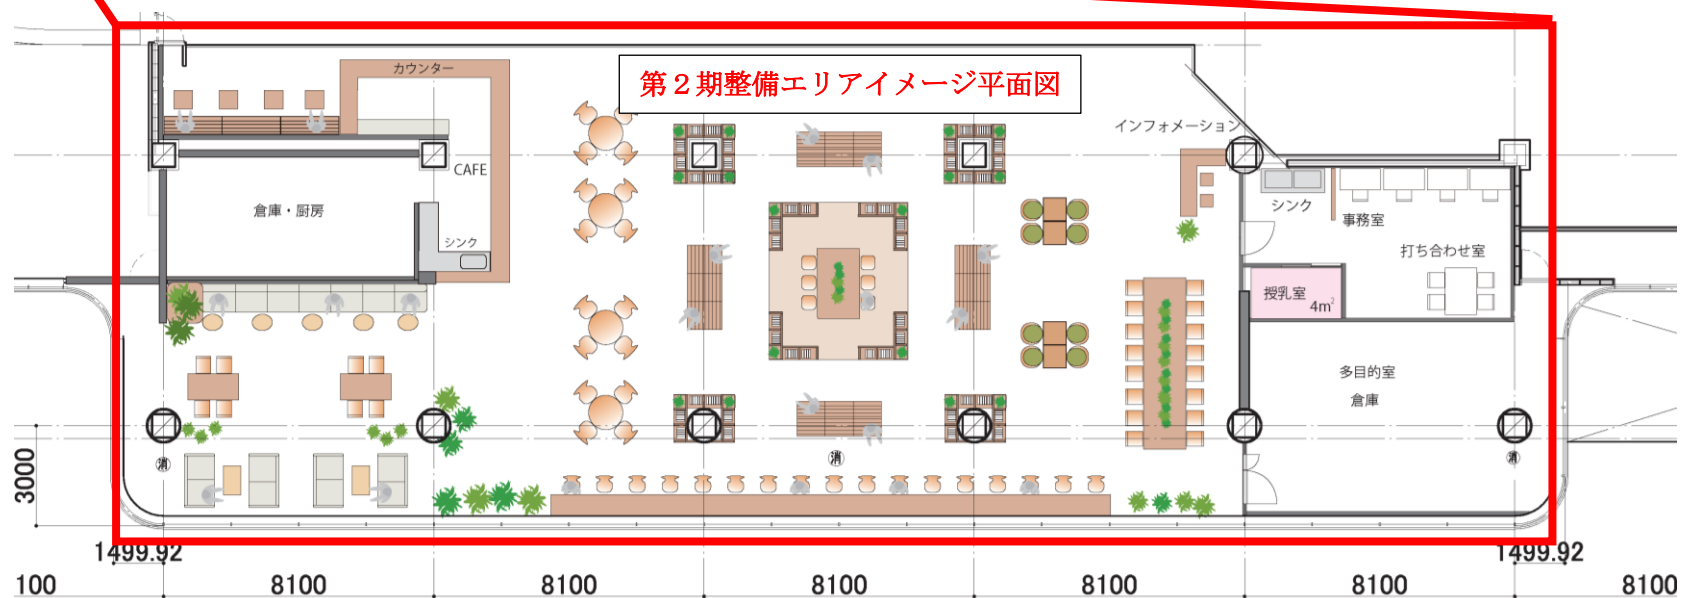 第２期整備エリアイメージ平面図
カウンター
インフォメーション
CAFE
倉庫・厨房
シンク
シンク
事務室
打ち合わせ室
授乳室
4m²
多目的室
倉庫
消
消
消
3000
1499.92
1499.92
100
8100
8100
8100
8100
8100
8100